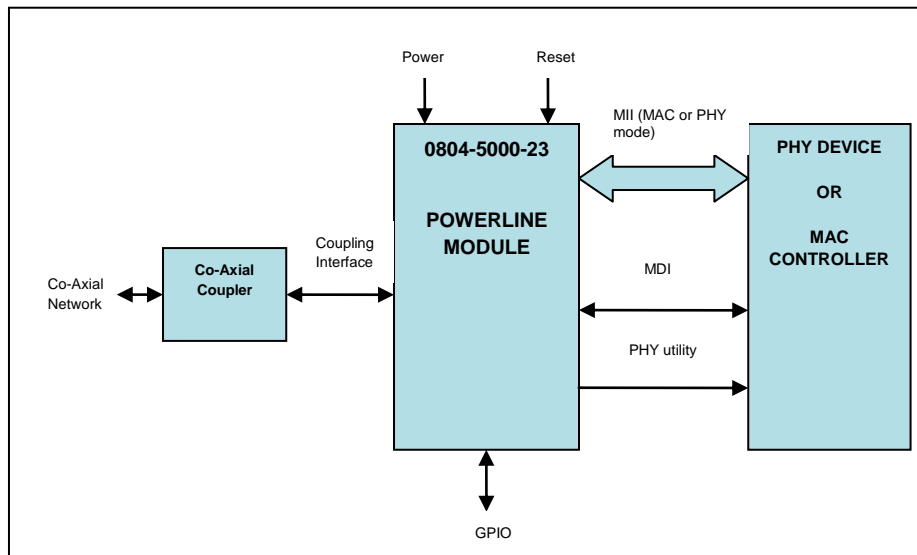 Power
Reset
MII (MAC or PHY
mode)
0804-5000-23
POWERLINE
MODULE
PHY DEVICE
OR
MAC
CONTROLLER
Coupling
Interface
Co-Axial
Coupler
Co-Axial
Network
MDI
PHY utility
GPIO